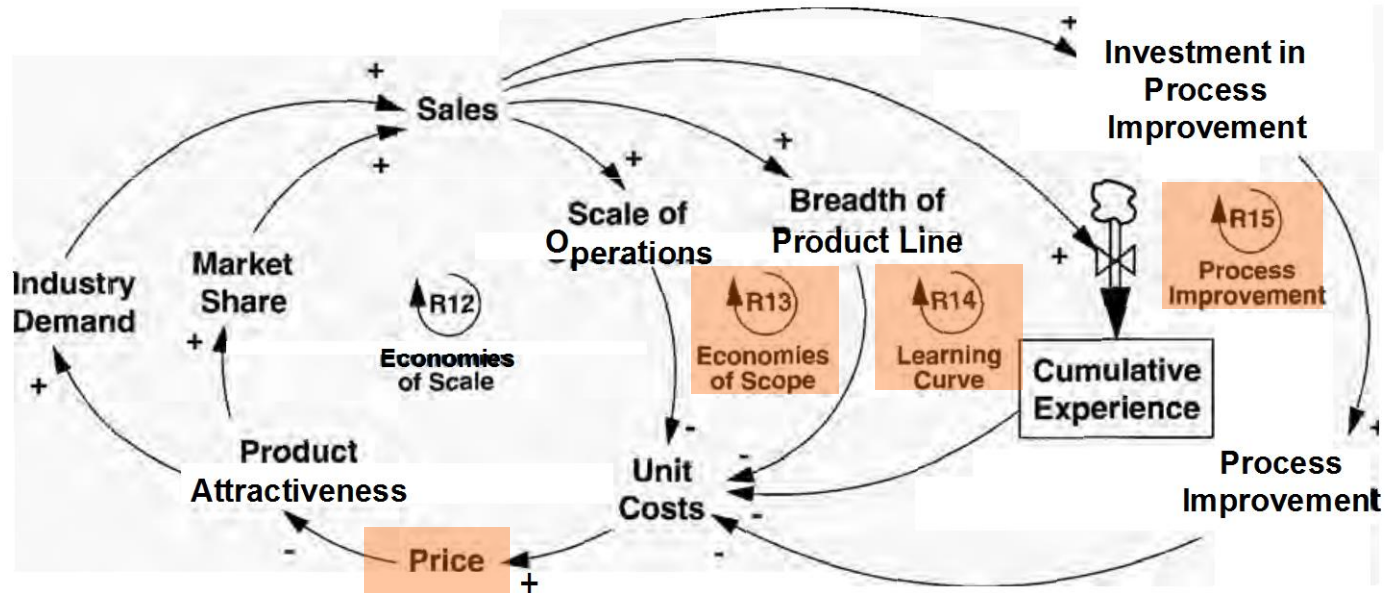 Investment in
Process
Improvement
+
+
Sales
+
+
+
+
Scale of
Operations
Breadth of
Product Line
R15
Process
Improvement
Industry
Demand
Market
Share
R12
Economies
of Scale
R13
Economies
of Scope
R14
Learning
Curve
Cumulative
Experience
+
+
+
-
-
-
-
Product
Attractiveness
Unit
Costs
Process
Improvement
-
Price
+